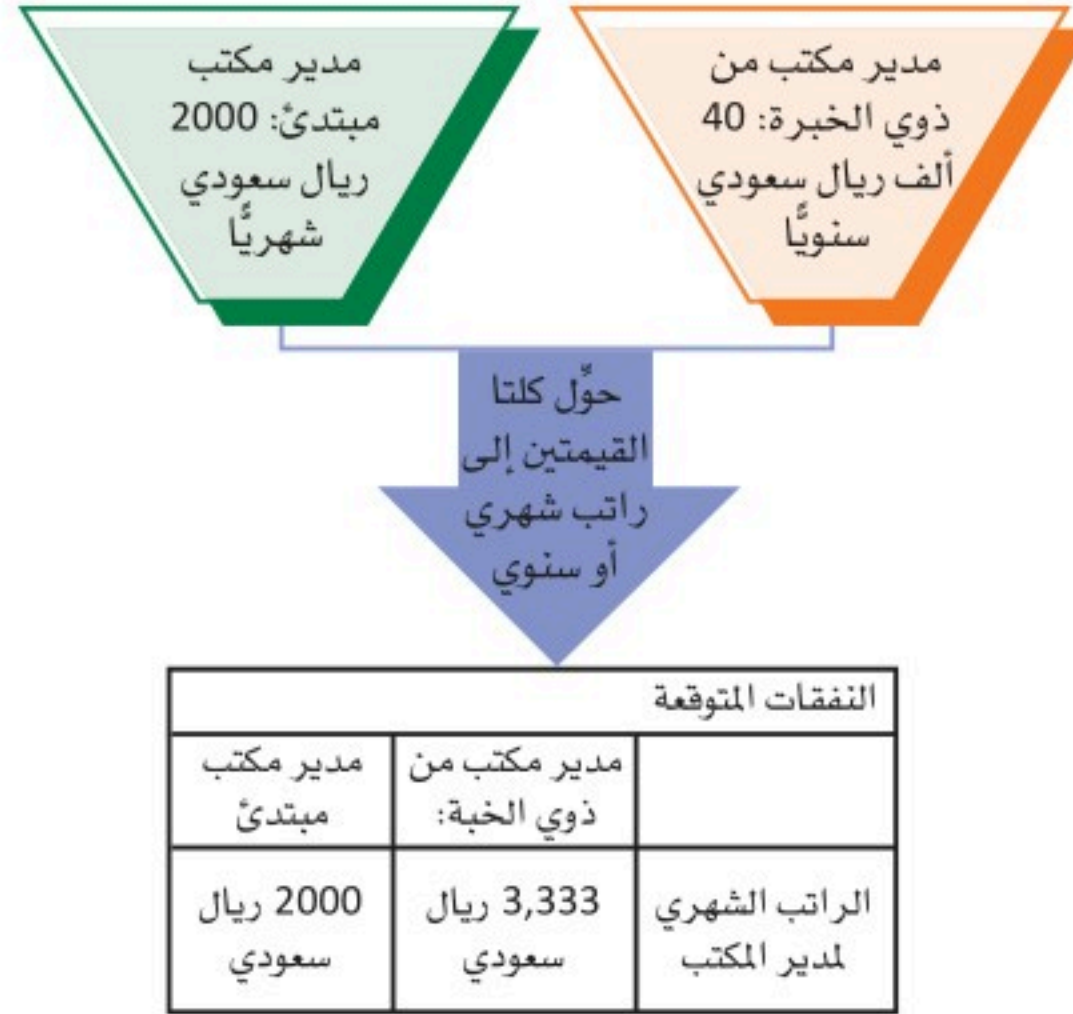 مدير مكتب من
ذوي الخبرة: 40
ألف ريال سعودي
سنويًّا
مدير مكتب
مبتدئ: 2000
ريال سعودي
شهريًّا
حوِّل كلتا
القيمتين إلى
راتب شهري
أو سنوي
النفقات المتوقعة
مدير مكتب من
ذوي الخبة:
مدير مكتب
مبتدئ
الراتب الشهري
لمدير المكتب
3,333 ريال
سعودي
2000 ريال
سعودي